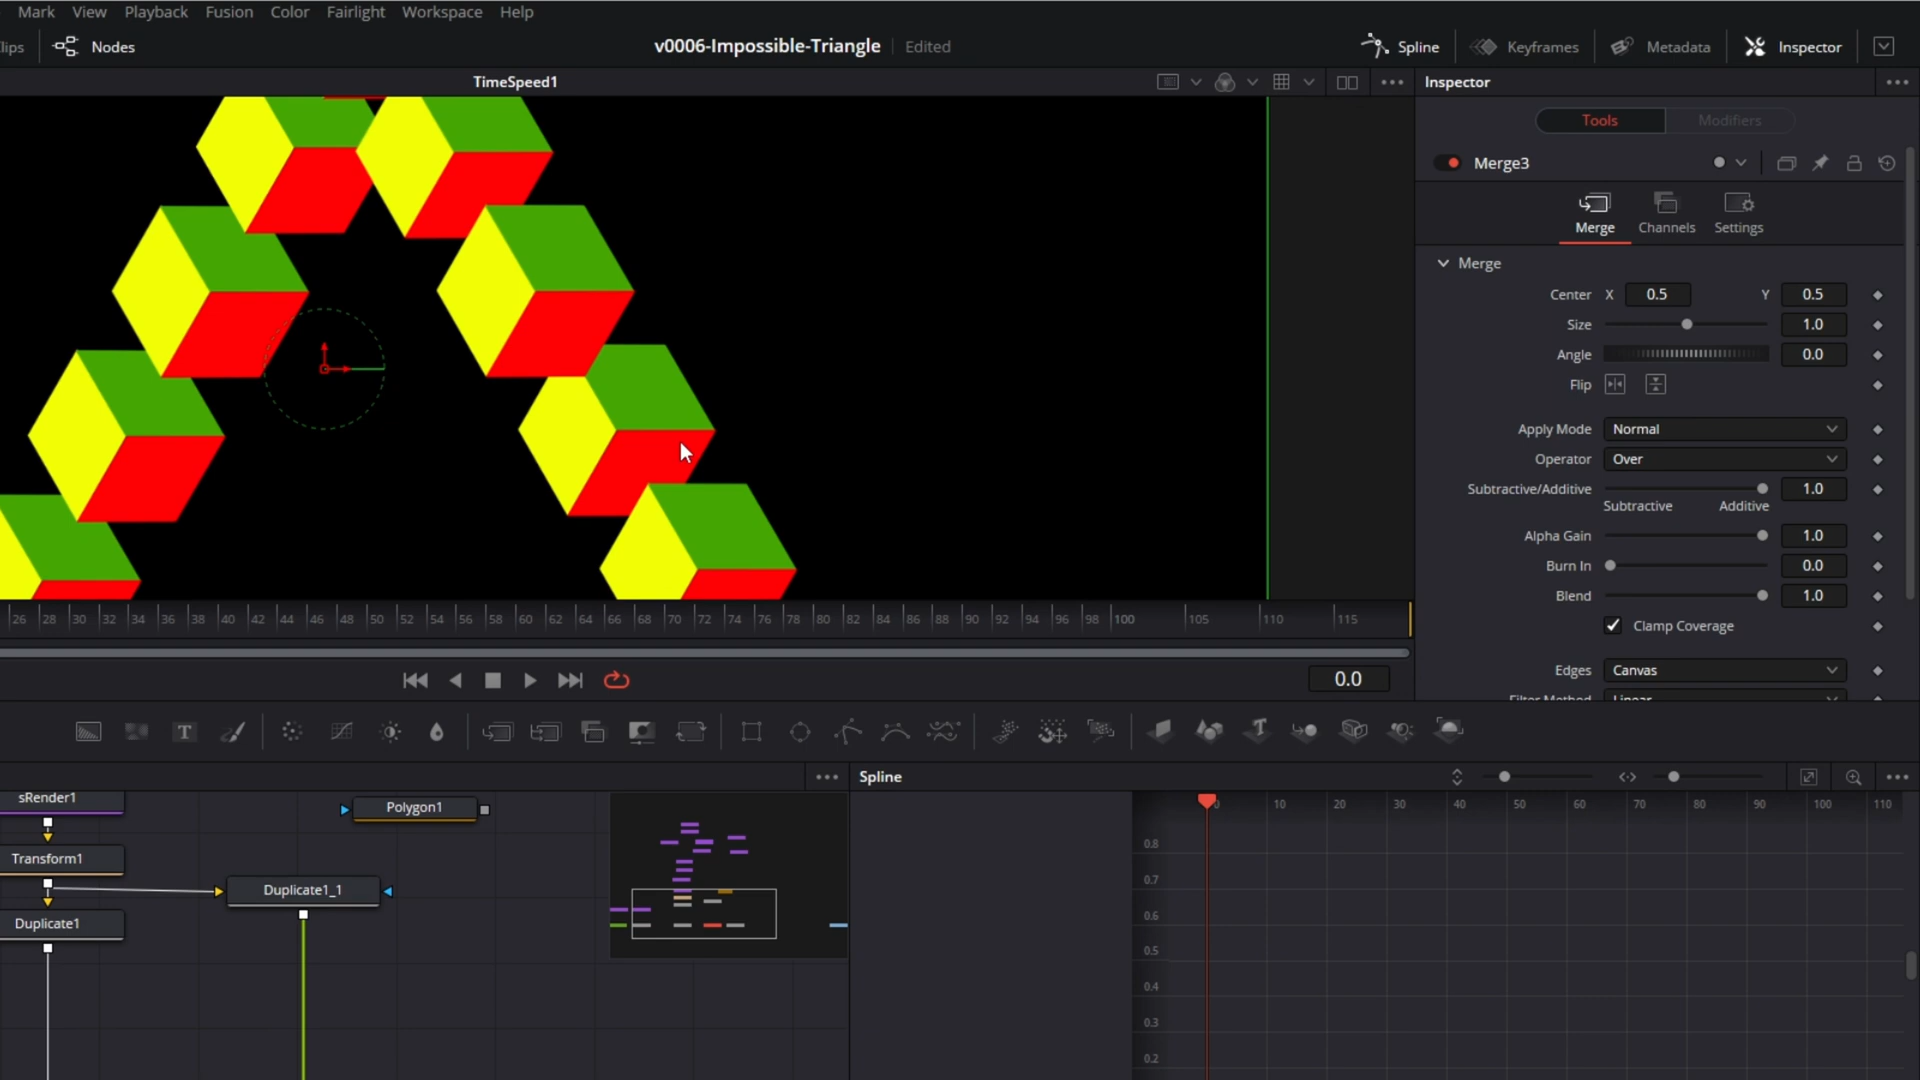 Mark View Playback Fusion Color Fairlight Workspace Help
lips Nodes v0006-Impossible-Triangle Edited Spline Keyframes Metadata Inspector
TimeSpeed1 Inspector
Tools Modifiers
Merge3
Merge Channels Settings
Merge
Center X 0.5 Y 0.5
Size 1.0
Angle 0.0
Flip
Apply Mode Normal
Operator Over
Subtractive/Additive 1.0
Subtractive Additive
Alpha Gain 1.0
Burn In 0.0
Blend 1.0
Clamp Coverage
Edges Canvas
Filter Method Linear
26 28 30 32 34 36 38 40 42 44 46 48 50 52 54 56 58 60 62 64 66 68 70 72 74 76 78 80 82 84 86 88 90 92 94 96 98 100 105 110 115
0.0
T T
Spline
sRender1 Polygon1
0 10 20 30 40 50 60 70 80 90 100 110
Transform1
Duplicate1_1
Duplicate1
0.8
0.7
0.6
0.5
0.4
0.3
0.2